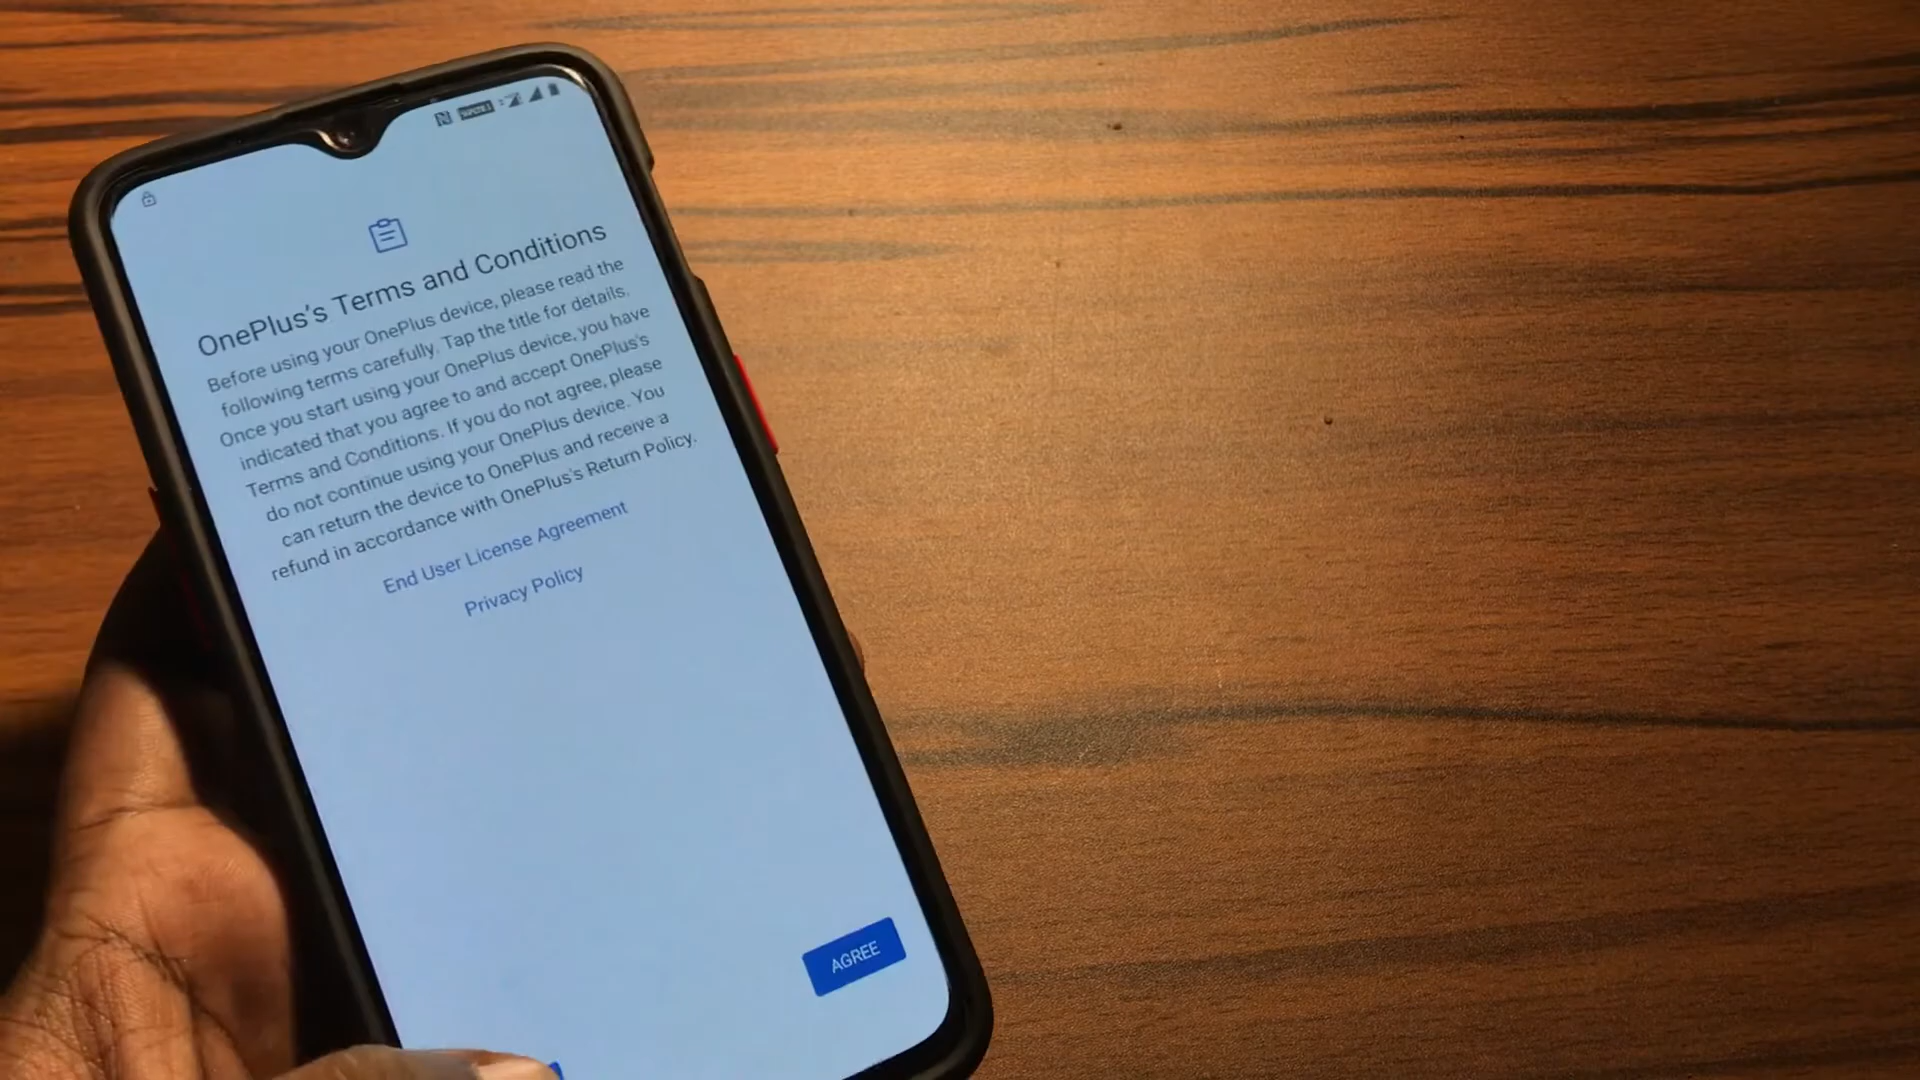 OnePlus's Terms and Conditions
Before using your OnePlus device, please read the
following terms carefully. Tap the title for details.
Once you start using your OnePlus device, you have
indicated that you agree to and accept OnePlus's
Terms and Conditions. If you do not agree, please
do not continue using your OnePlus device. You
can return the device to OnePlus and receive a
refund in accordance with OnePlus's Return Policy.
End User License Agreement
Privacy Policy
AGREE